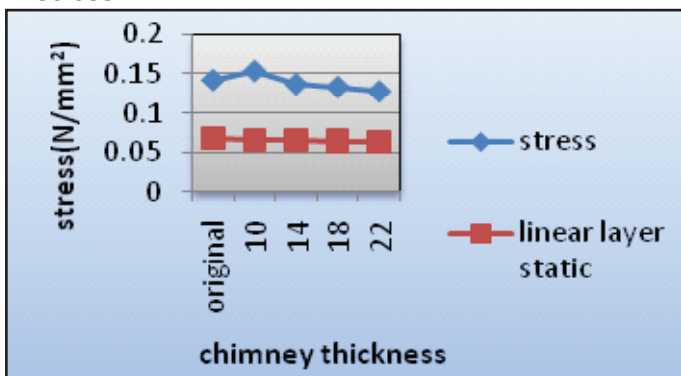 stress(N/mm²)
0.2
0.15
0.1
0.05
0
original
10
14
18
22
chimney thickness
stress
linear layer
static